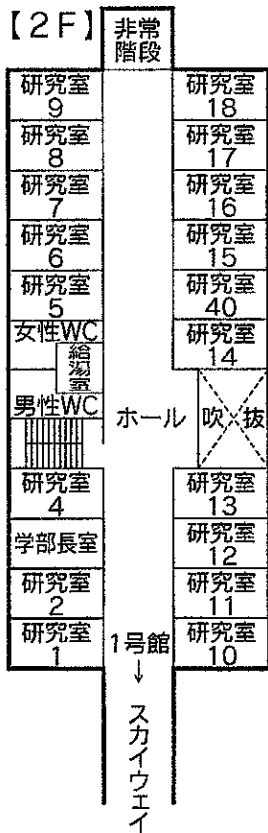 【2F】
非常
階段
研究室
9
研究室
8
研究室
7
研究室
6
研究室
5
女性WC
給湯室
男性WC
研究室
4
学部長室
研究室
2
研究室
1
ホール
吹抜
研究室
18
研究室
17
研究室
16
研究室
15
研究室
40
研究室
14
研究室
13
研究室
12
研究室
11
研究室
10
1号館
↓
スカイウェイ